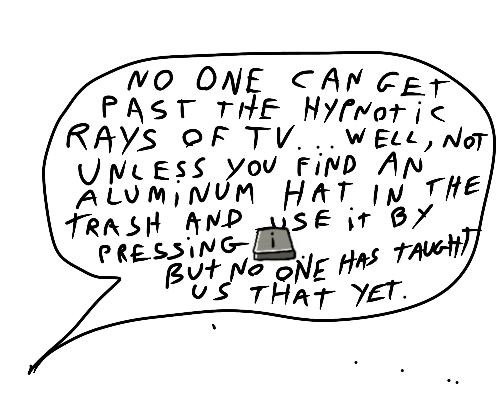 NO ONE CAN GET
PAST THE HYPNOTiC
RAYS OF TV... WELL, NOT
UNLESS YOU FiND AN
ALUMiNUM HAT IN THE
TRASH AND USE iT BY
PRESSiNG i
BUT NO ONE HAS TAUGHT
US THAT YET.